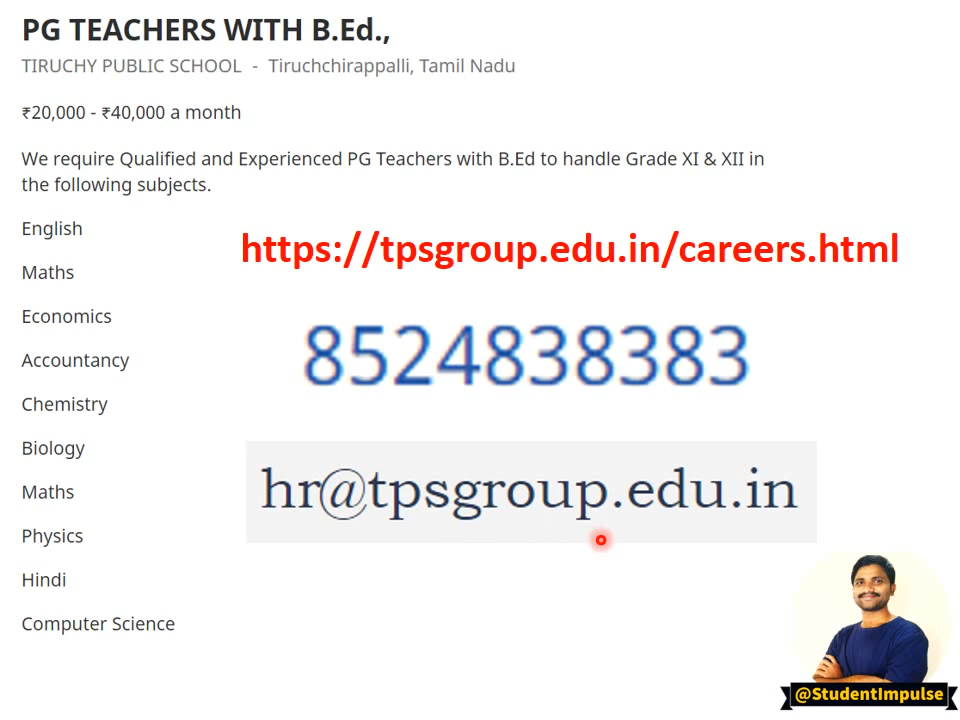 PG TEACHERS WITH B.Ed.,
TIRUCHY PUBLIC SCHOOL - Tiruchchirappalli, Tamil Nadu
₹20,000 - ₹40,000 a month
We require Qualified and Experienced PG Teachers with B.Ed to handle Grade XI & XII in
the following subjects.
English
Maths
Economics
Accountancy
Chemistry
Biology
Maths
Physics
Hindi
Computer Science
https://tpsgroup.edu.in/careers.html
8524838383
hr@tpsgroup.edu.in
@StudentImpulse